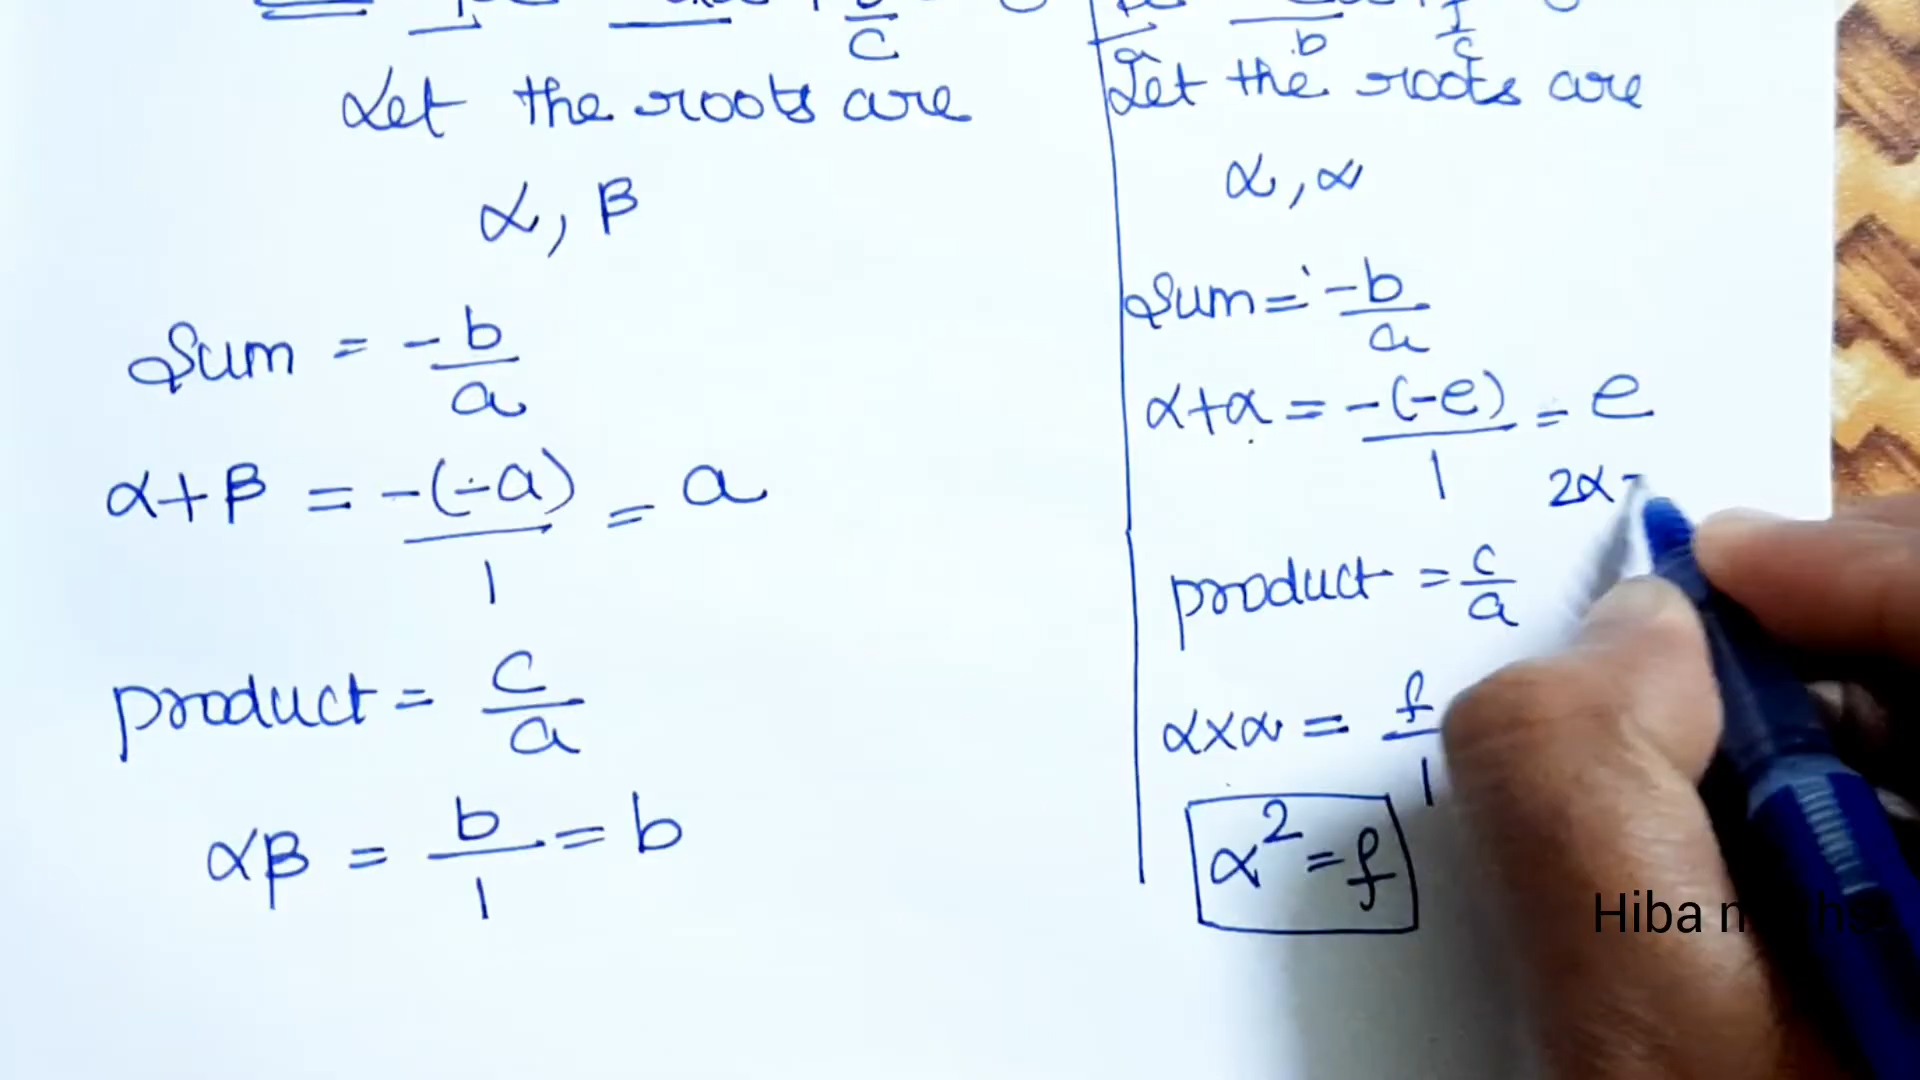 c
Let the roots are
α, β
Sum = -b/a
α+β = -(-a)/1 = a
product = c/a
αβ = b/1 = b
b c
Let the roots are
α, α
Sum = -b/a
α+α = -(-e)/1 = e
2α =
product = c/a
α×α = f/1
α² = f
Hiba